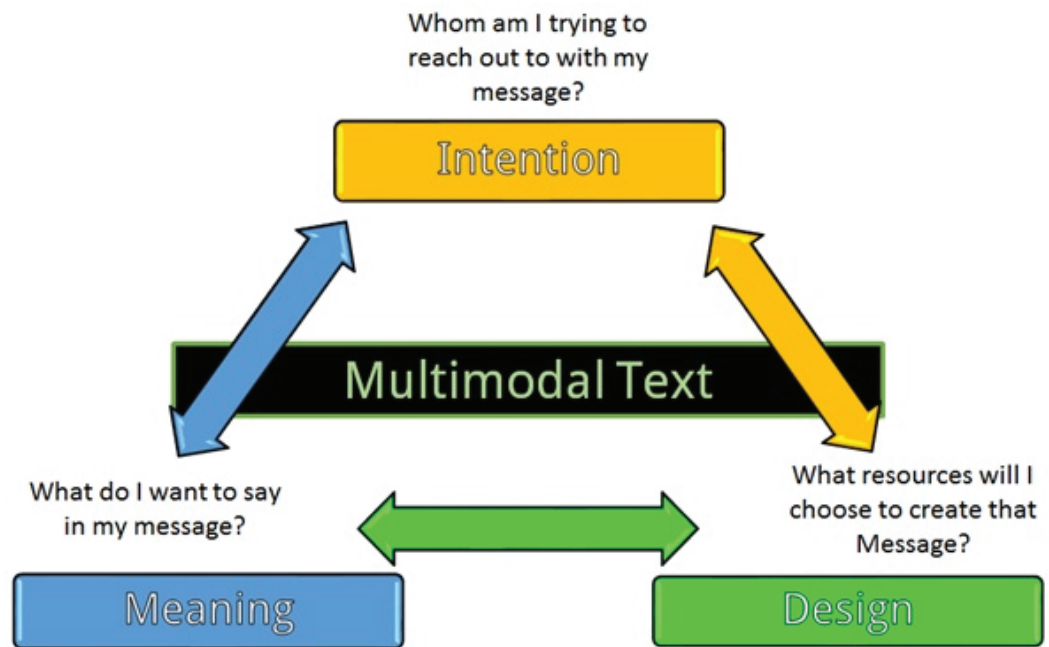 Whom am I trying to
reach out to with my
message?
Intention
Multimodal Text
What do I want to say
in my message?
What resources will I
choose to create that
Message?
Meaning
Design